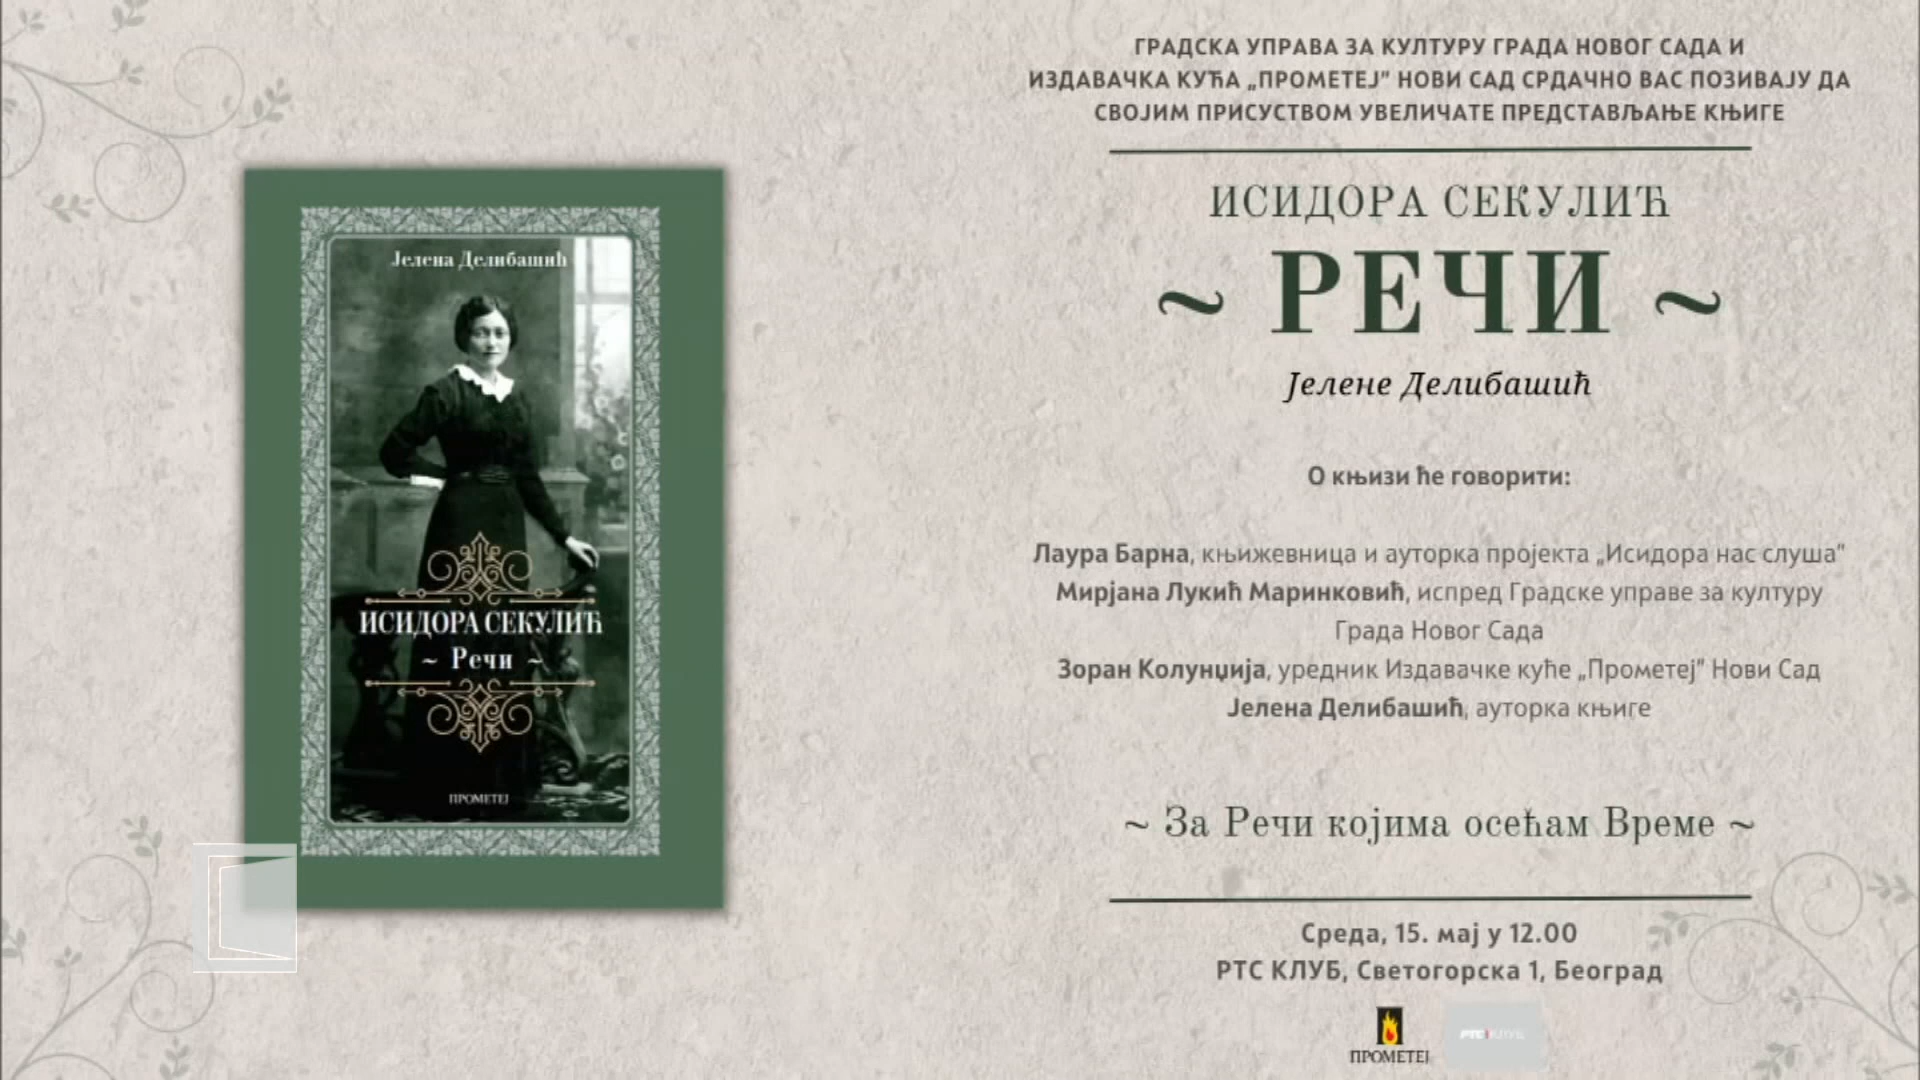 Јелена Делибашић
ИСИДОРА СЕКУЛИЋ
~ Речи ~
ПРОМЕТЕЈ
ГРАДСКА УПРАВА ЗА КУЛТУРУ ГРАДА НОВОГ САДА И
ИЗДАВАЧКА КУЋА „ПРОМЕТЕЈ” НОВИ САД СРДАЧНО ВАС ПОЗИВАЈУ ДА
СВОЈИМ ПРИСУСТВОМ УВЕЛИЧАТЕ ПРЕДСТАВЉАЊЕ КЊИГЕ
ИСИДОРА СЕКУЛИЋ
~ РЕЧИ ~
Јелене Делибашић
О књизи ће говорити:
Лаура Барна, књижевница и ауторка пројекта „Исидора нас слуша”
Мирјана Лукић Маринковић, испред Градске управе за културу
Града Новог Сада
Зоран Колунџија, уредник Издавачке куће „Прометеј” Нови Сад
Јелена Делибашић, ауторка књиге
~ За Речи којима осећам Време ~
Среда, 15. мај у 12.00
РТС КЛУБ, Светогорска 1, Београд
ПРОМЕТЕЈ
РТС КЛУБ